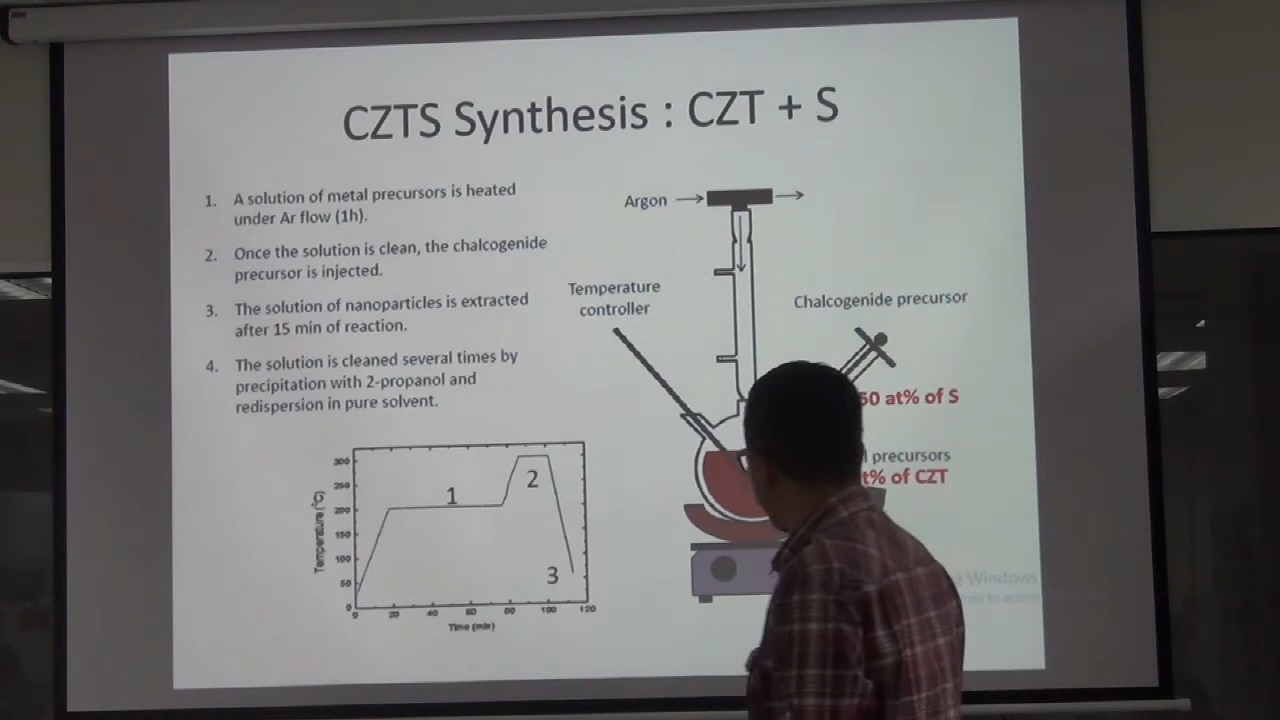 CZTS Synthesis : CZT + S
1. A solution of metal precursors is heated
under Ar flow (1h).
2. Once the solution is clean, the chalcogenide
precursor is injected.
3. The solution of nanoparticles is extracted
after 15 min of reaction.
4. The solution is cleaned several times by
precipitation with 2-propanol and
redispersion in pure solvent.
Argon
Temperature
controller
Chalcogenide precursor
50 at% of S
precursors
t% of CZT
Windows
Temperature (°C)
300
250
200
150
100
50
0
1
2
3
0 20 40 60 80 100 120
Time (min)